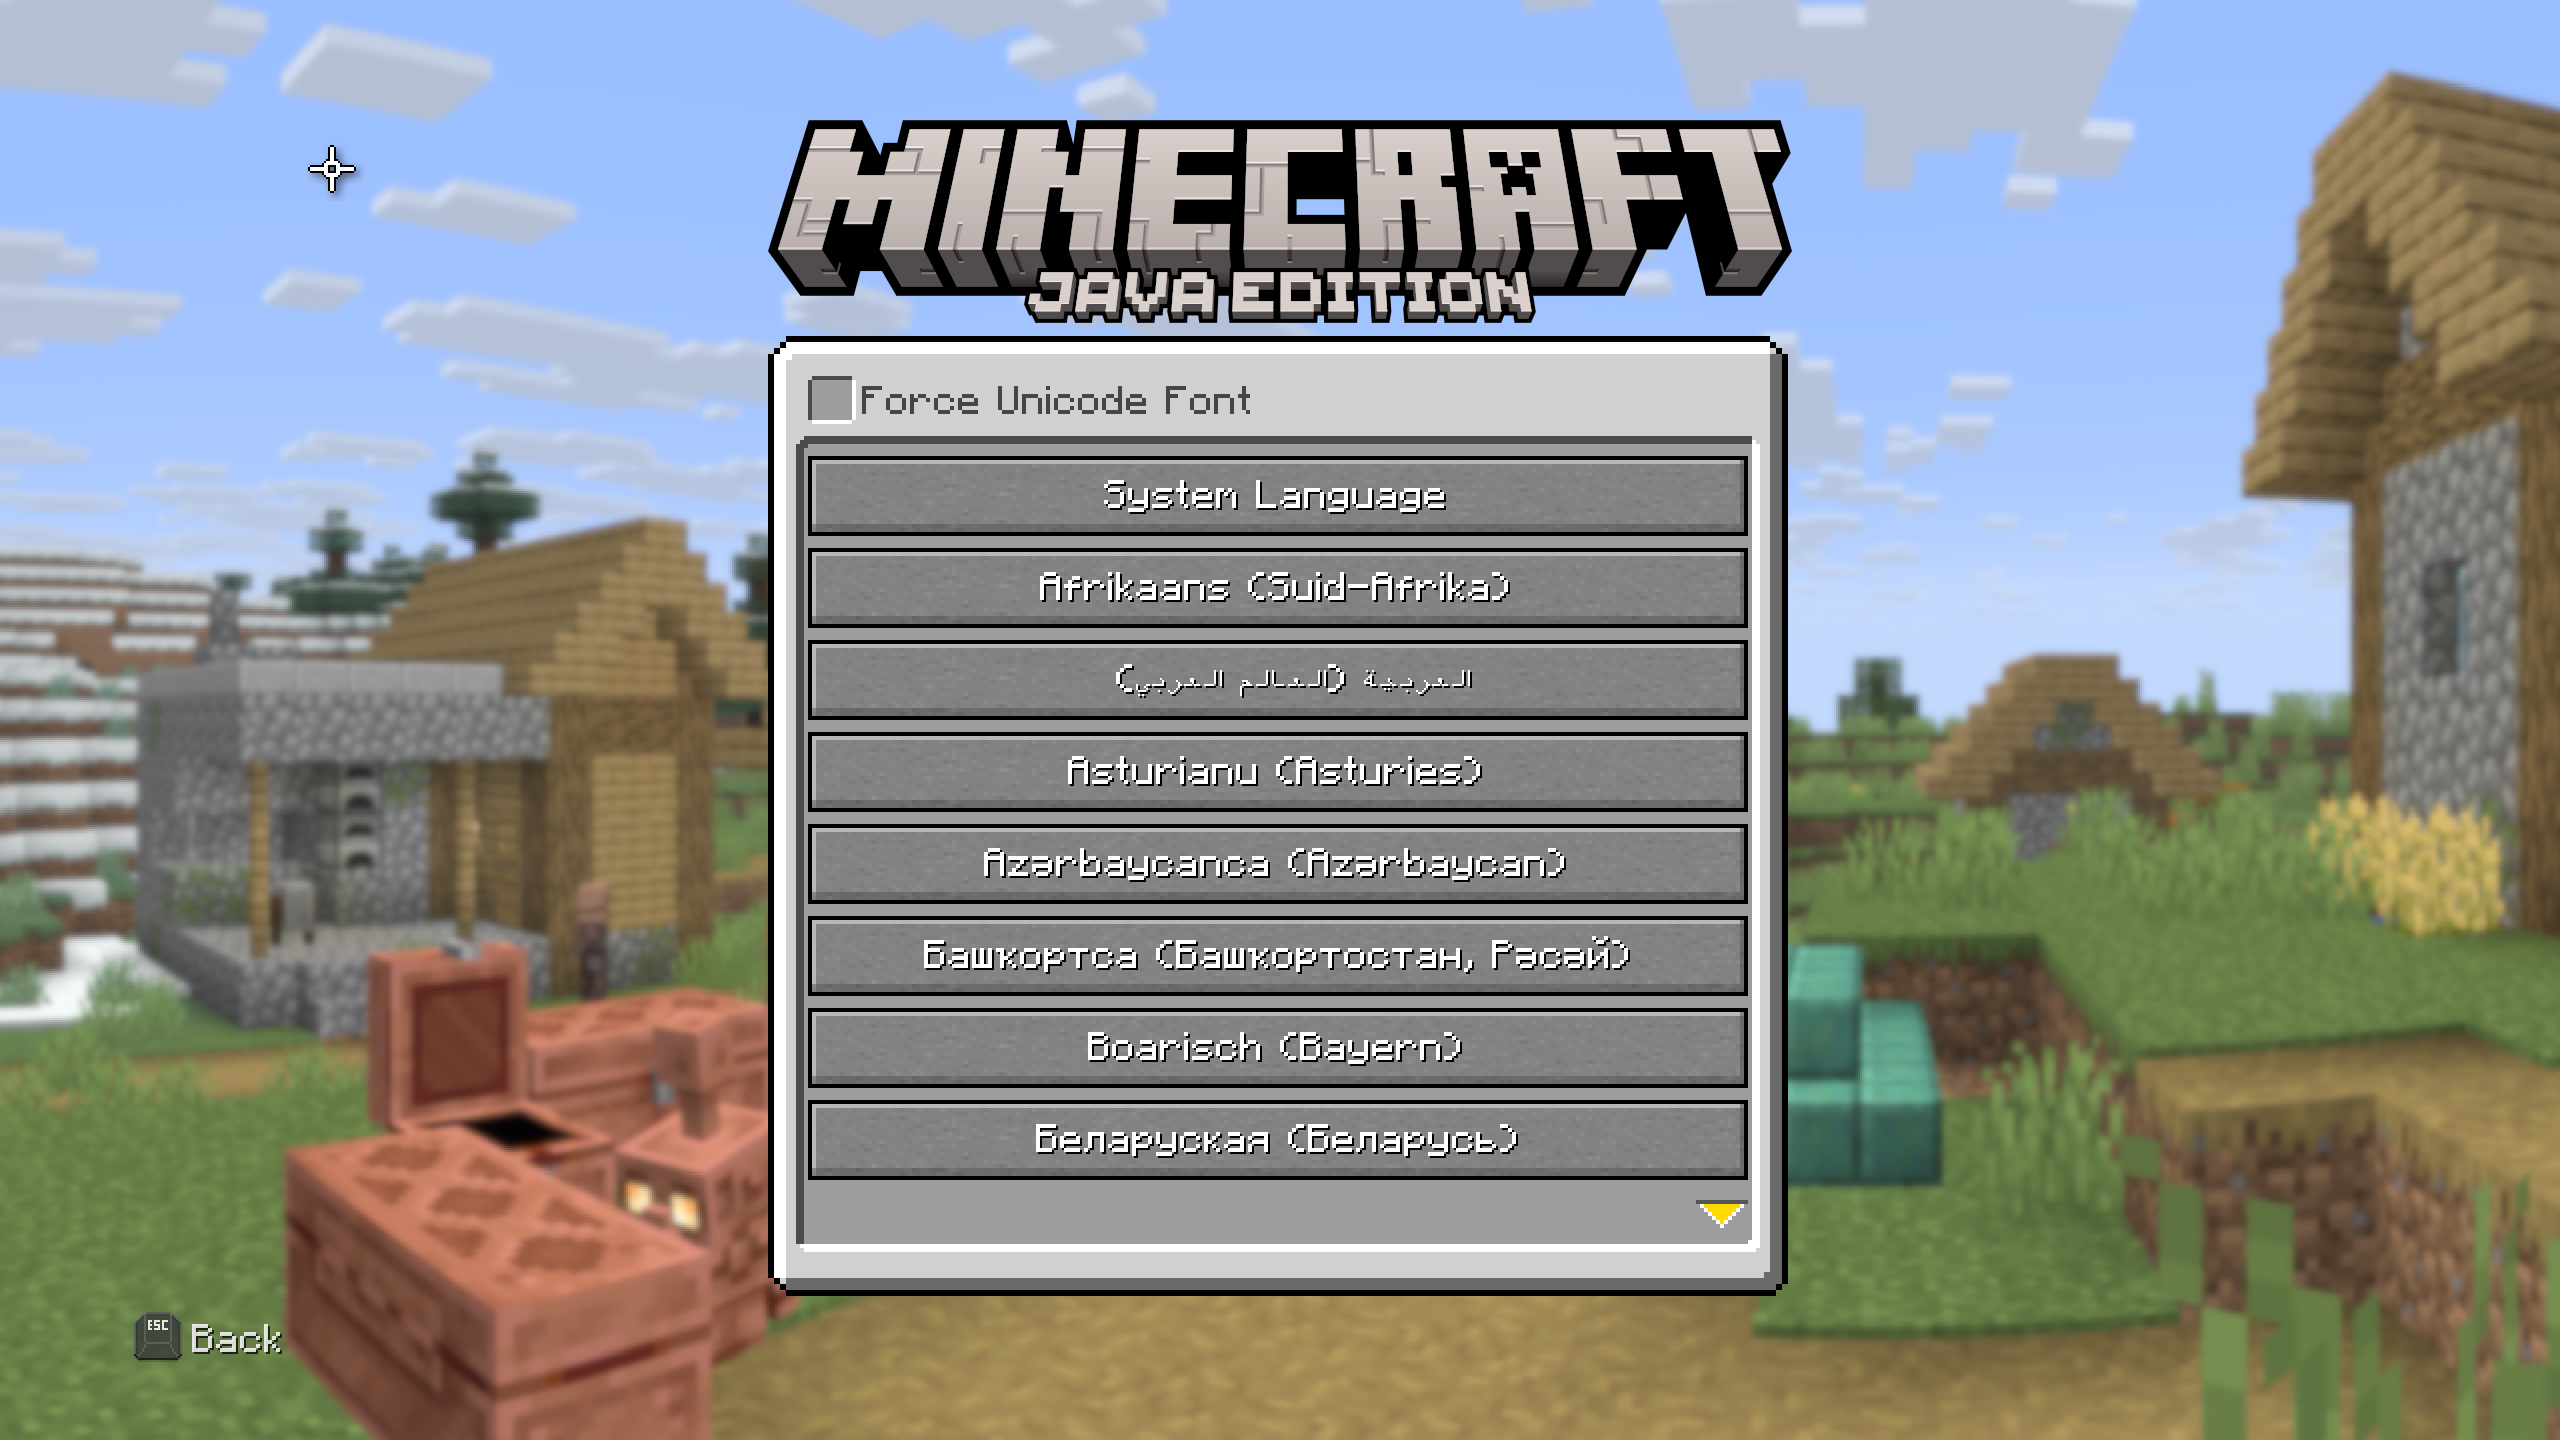 MINECRAFT
JAVA EDITION
Force Unicode Font
System Language
Afrikaans (Suid-Afrika)
العربية (العالم العربي)
Asturianu (Asturies)
Azərbaycanca (Azərbaycan)
Башҡортса (Башҡортостан, Рәсәй)
Boarisch (Bayern)
Беларуская (Беларусь)
ESC Back